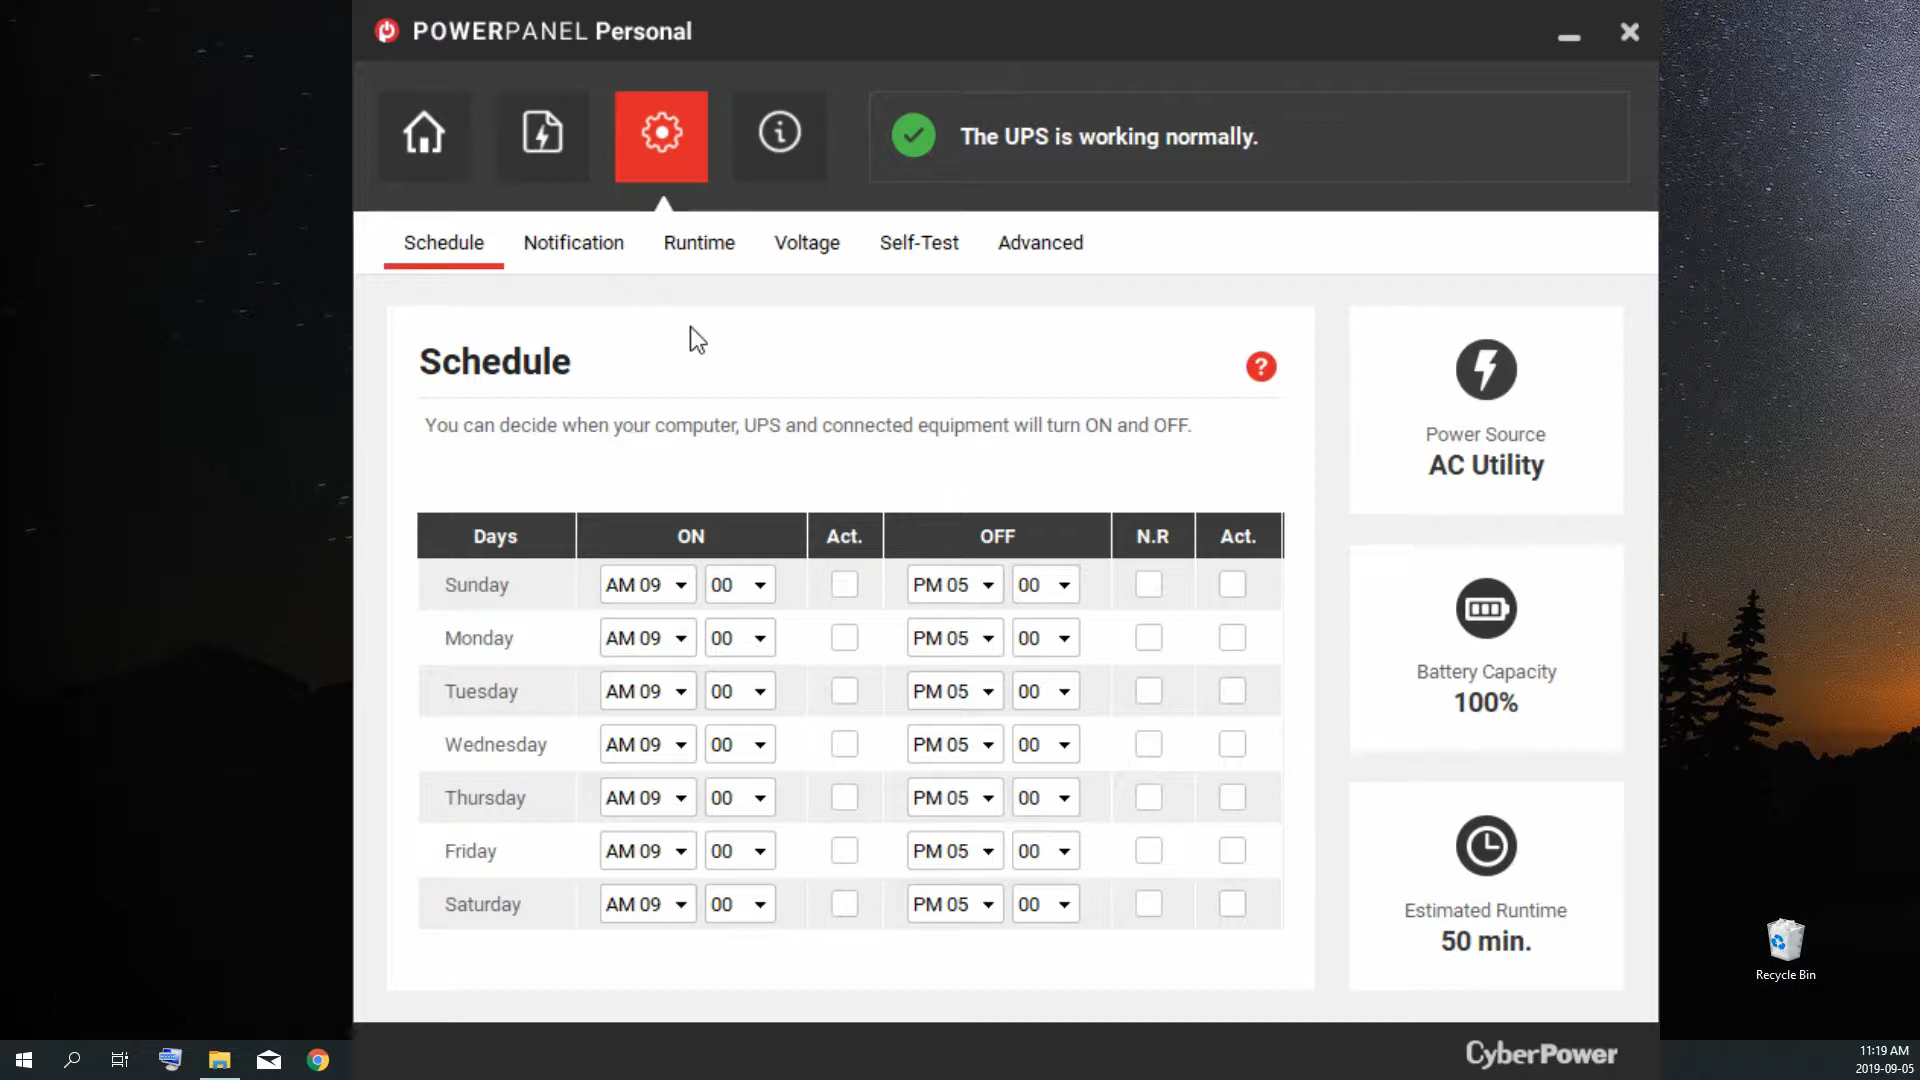 POWERPANEL Personal
The UPS is working normally.
Schedule Notification Runtime Voltage Self-Test Advanced
Schedule
?
You can decide when your computer, UPS and connected equipment will turn ON and OFF.
Days ON Act. OFF N.R Act.
Sunday AM 09 00 PM 05 00
Monday AM 09 00 PM 05 00
Tuesday AM 09 00 PM 05 00
Wednesday AM 09 00 PM 05 00
Thursday AM 09 00 PM 05 00
Friday AM 09 00 PM 05 00
Saturday AM 09 00 PM 05 00
Power Source
AC Utility
Battery Capacity
100%
Estimated Runtime
50 min.
Recycle Bin
CyberPower
11:19 AM
2019-09-05